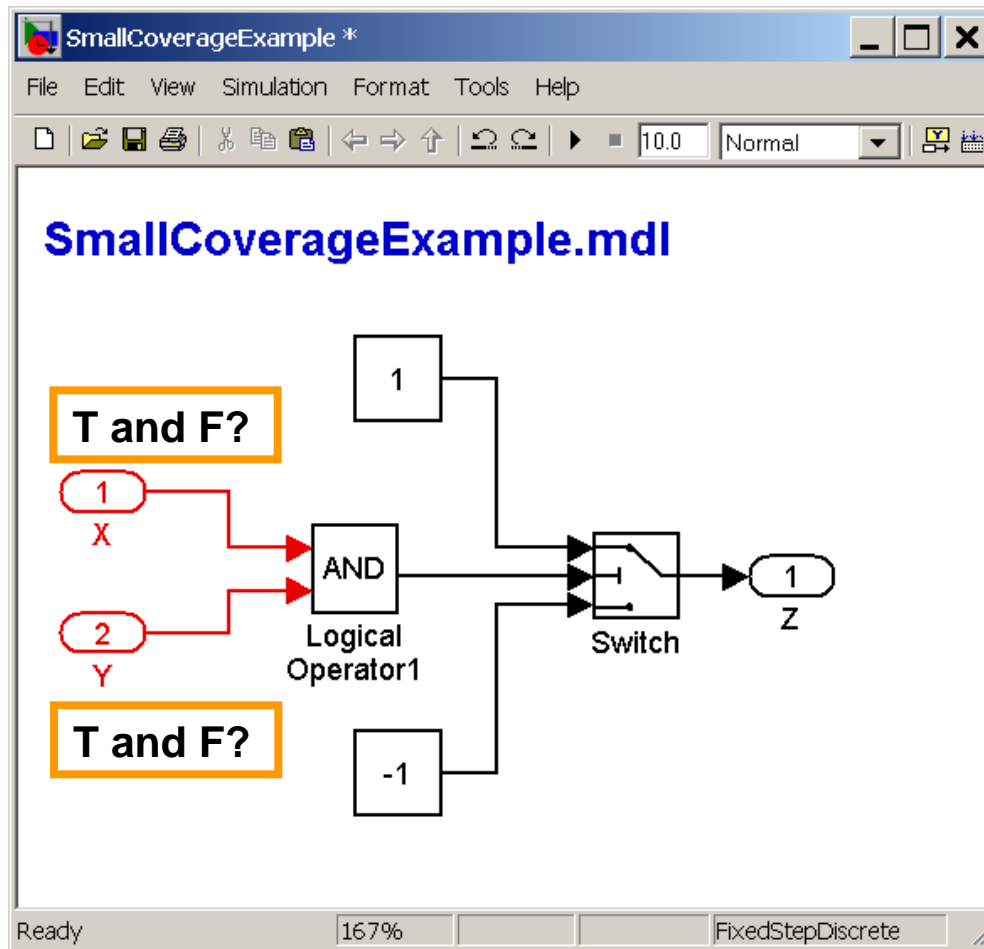 SmallCoverageExample *
File Edit View Simulation Format Tools Help
10.0 Normal
SmallCoverageExample.mdl
1
T and F?
1
X
AND
Logical
Operator1
2
Y
T and F?
Switch
1
Z
-1
Ready 167% FixedStepDiscrete